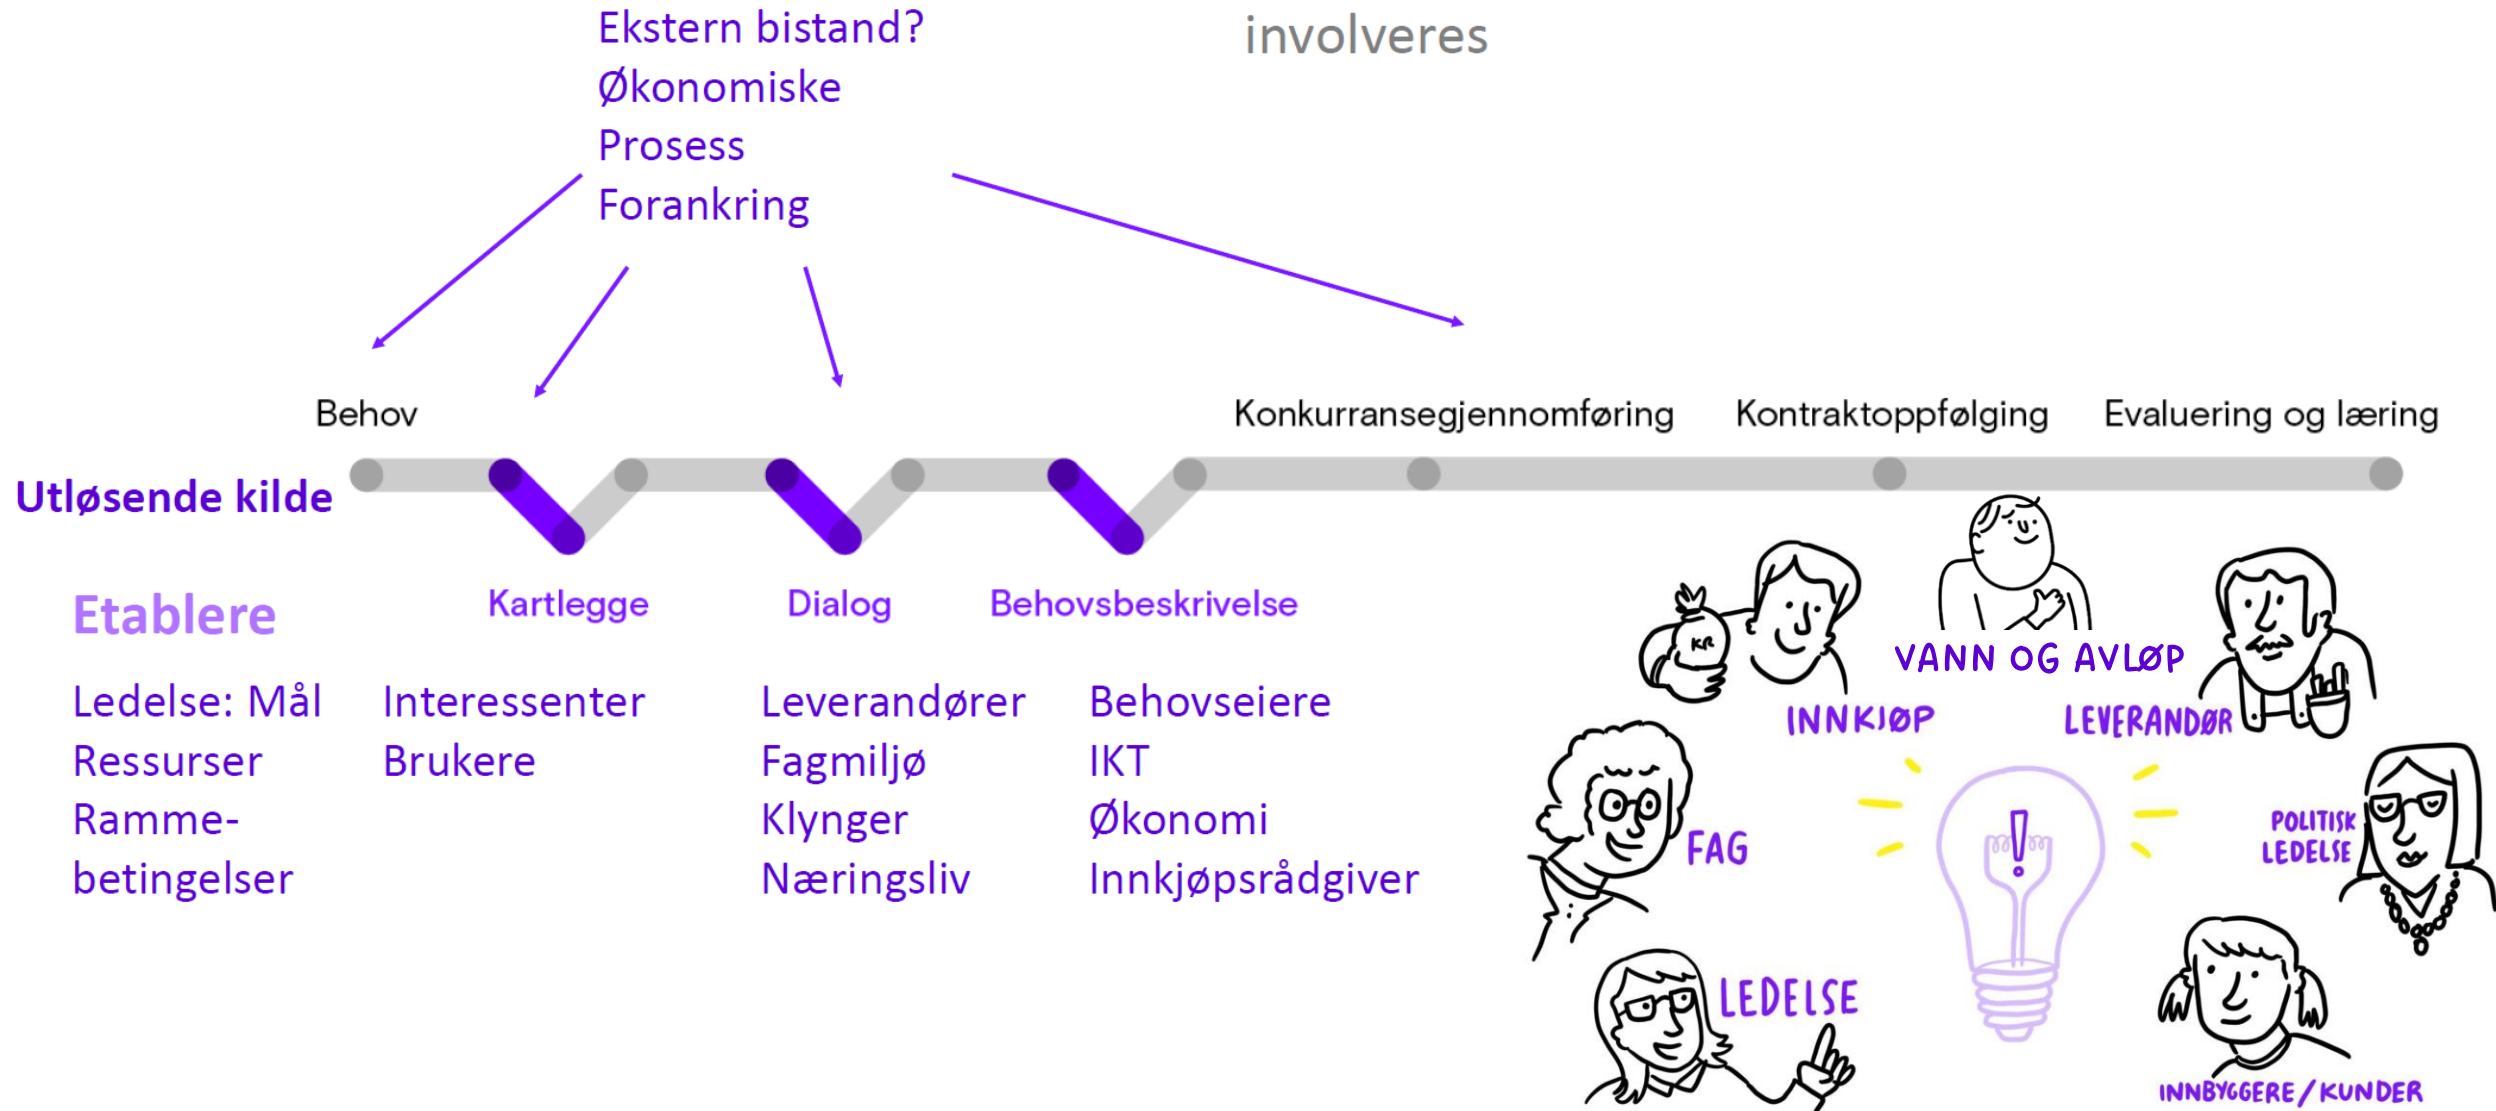 Ekstern bistand?
Økonomiske
Prosess
Forankring
involveres
Behov
Konkurransegjennomføring
Kontraktoppfølging
Evaluering og læring
Utløsende kilde
Etablere
Kartlegge
Dialog
Behovsbeskrivelse
Ledelse: Mål
Ressurser
Ramme-
betingelser
Interessenter
Brukere
Leverandører
Fagmiljø
Klynger
Næringsliv
Behovseiere
IKT
Økonomi
Innkjøpsrådgiver
KR
VANN OG AVLØP
INNKJØP
LEVERANDØR
FAG
!
POLITISK
LEDELSE
LEDELSE
INNBYGGERE/KUNDER